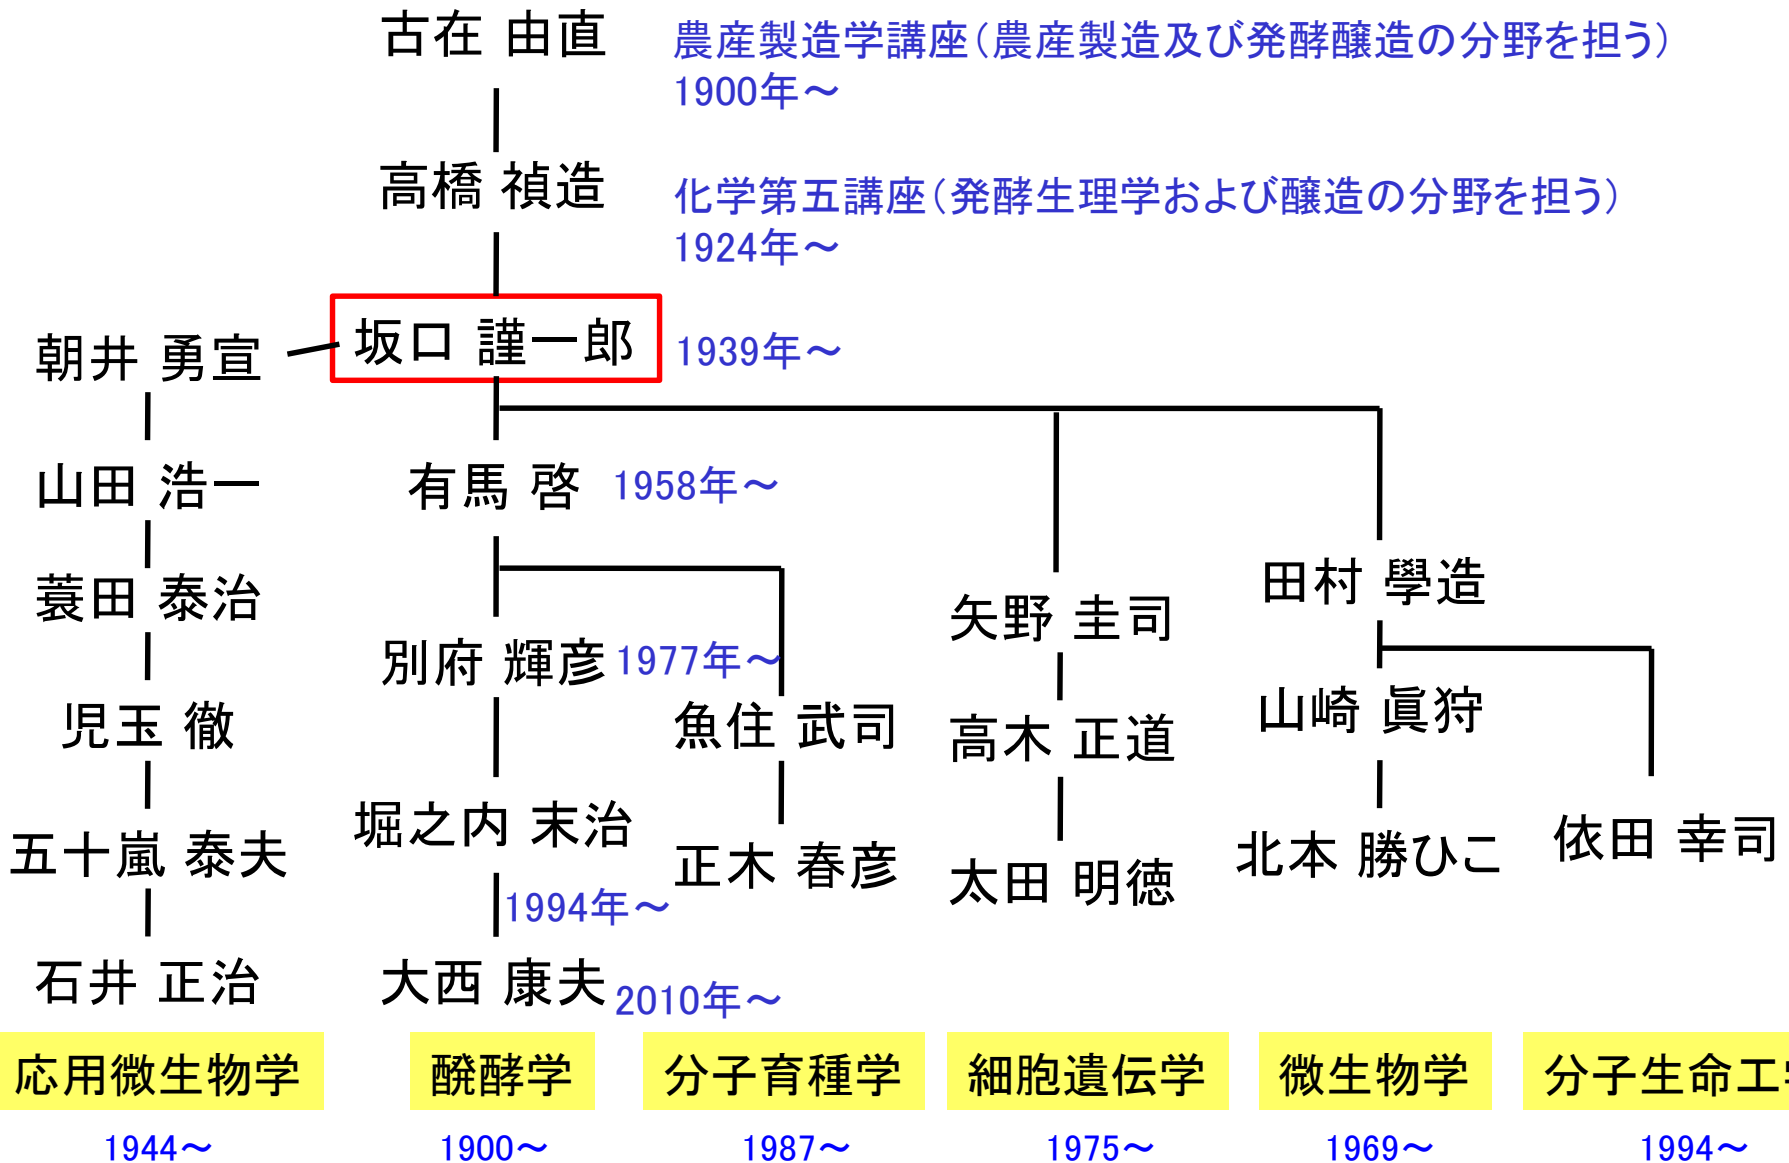 古在 由直
農産製造学講座（農産製造及び発酵醸造の分野を担う）
1900年～
高橋 禎造
化学第五講座（発酵生理学および醸造の分野を担う）
1924年～
朝井 勇宣
坂口 謹一郎
1939年～
山田 浩一
有馬 啓
1958年～
蓑田 泰治
矢野 圭司
田村 學造
児玉 徹
別府 輝彦
1977年～
魚住 武司
高木 正道
山崎 眞狩
五十嵐 泰夫
堀之内 末治
1994年～
正木 春彦
太田 明徳
北本 勝ひこ
依田 幸司
石井 正治
大西 康夫
2010年～
応用微生物学
醗酵学
分子育種学
細胞遺伝学
微生物学
分子生命工学
1944～
1900～
1987～
1975～
1969～
1994～